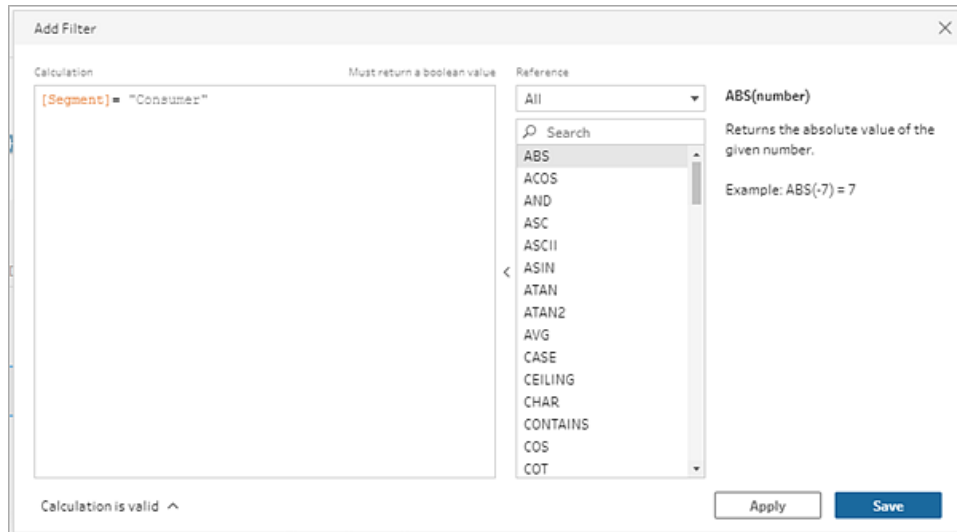 Add Filter
Calculation
Must return a boolean value
[Segment]= "Consumer"
Calculation is valid
Reference
All
Search
ABS
ACOS
AND
ASC
ASCII
ASIN
ATAN
ATAN2
AVG
CASE
CEILING
CHAR
CONTAINS
COS
COT
ABS(number)
Returns the absolute value of the
given number.
Example: ABS(-7) = 7
Apply
Save